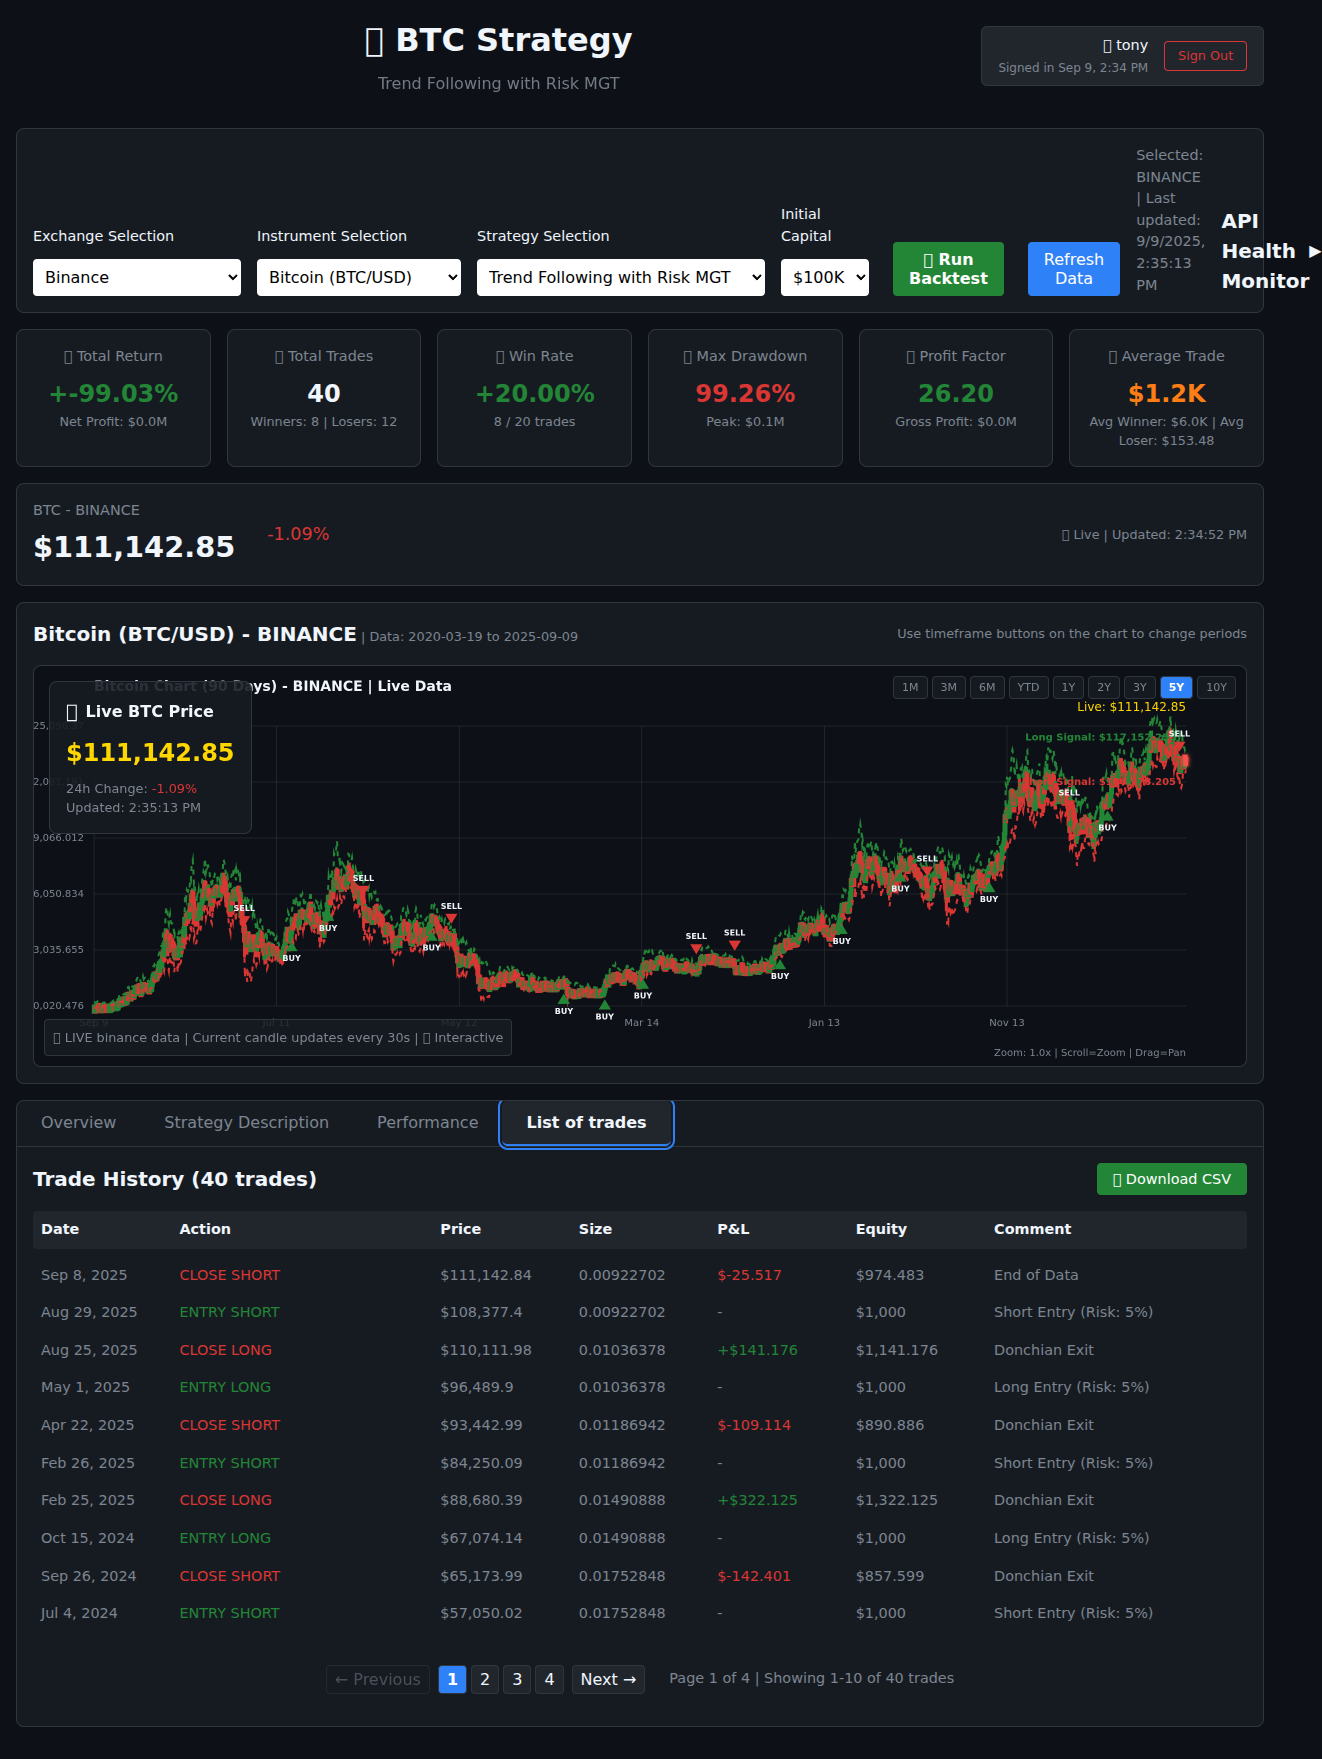 BTC Strategy
Trend Following with Risk MGT
tony
Signed in Sep 9, 2:34 PM
Sign Out
Exchange Selection
Binance
Instrument Selection
Bitcoin (BTC/USD)
Strategy Selection
Trend Following with Risk MGT
Initial
Capital
$100K
Run
Backtest
Refresh
Data
Selected:
BINANCE
| Last
updated:
9/9/2025,
2:35:13
PM
API
Health ▶
Monitor
Total Return
+-99.03%
Net Profit: $0.0M
Total Trades
40
Winners: 8 | Losers: 12
Win Rate
+20.00%
8 / 20 trades
Max Drawdown
99.26%
Peak: $0.1M
Profit Factor
26.20
Gross Profit: $0.0M
Average Trade
$1.2K
Avg Winner: $6.0K | Avg
Loser: $153.48
BTC - BINANCE
$111,142.85
-1.09%
Live | Updated: 2:34:52 PM
Bitcoin (BTC/USD) - BINANCE | Data: 2020-03-19 to 2025-09-09
Use timeframe buttons on the chart to change periods
Bitcoin Chart (90 Days) - BINANCE | Live Data
1M 3M 6M YTD 1Y 2Y 3Y 5Y 10Y
Live: $111,142.85
Live BTC Price
$111,142.85
24h Change: -1.09%
Updated: 2:35:13 PM
Long Signal:
SELL
Signal:
SELL
BUY
9,066.012
SELL
BUY
BUY
6,050.834
SELL
SELL
SELL
BUY
BUY
BUY
3,035.655
SELL
SELL
BUY
BUY
BUY
BUY
BUY
0,020.476
Sep 9
Jul 11
May 12
Mar 14
Jan 13
Nov 13
LIVE binance data | Current candle updates every 30s | Interactive
Zoom: 1.0x | Scroll=Zoom | Drag=Pan
Overview
Strategy Description
Performance
List of trades
Trade History (40 trades)
Download CSV
Date Action Price Size P&L Equity Comment
Sep 8, 2025 CLOSE SHORT $111,142.84 0.00922702 $-25.517 $974.483 End of Data
Aug 29, 2025 ENTRY SHORT $108,377.4 0.00922702 - $1,000 Short Entry (Risk: 5%)
Aug 25, 2025 CLOSE LONG $110,111.98 0.01036378 +$141.176 $1,141.176 Donchian Exit
May 1, 2025 ENTRY LONG $96,489.9 0.01036378 - $1,000 Long Entry (Risk: 5%)
Apr 22, 2025 CLOSE SHORT $93,442.99 0.01186942 $-109.114 $890.886 Donchian Exit
Feb 26, 2025 ENTRY SHORT $84,250.09 0.01186942 - $1,000 Short Entry (Risk: 5%)
Feb 25, 2025 CLOSE LONG $88,680.39 0.01490888 +$322.125 $1,322.125 Donchian Exit
Oct 15, 2024 ENTRY LONG $67,074.14 0.01490888 - $1,000 Long Entry (Risk: 5%)
Sep 26, 2024 CLOSE SHORT $65,173.99 0.01752848 $-142.401 $857.599 Donchian Exit
Jul 4, 2024 ENTRY SHORT $57,050.02 0.01752848 - $1,000 Short Entry (Risk: 5%)
← Previous 1 2 3 4 Next → Page 1 of 4 | Showing 1-10 of 40 trades